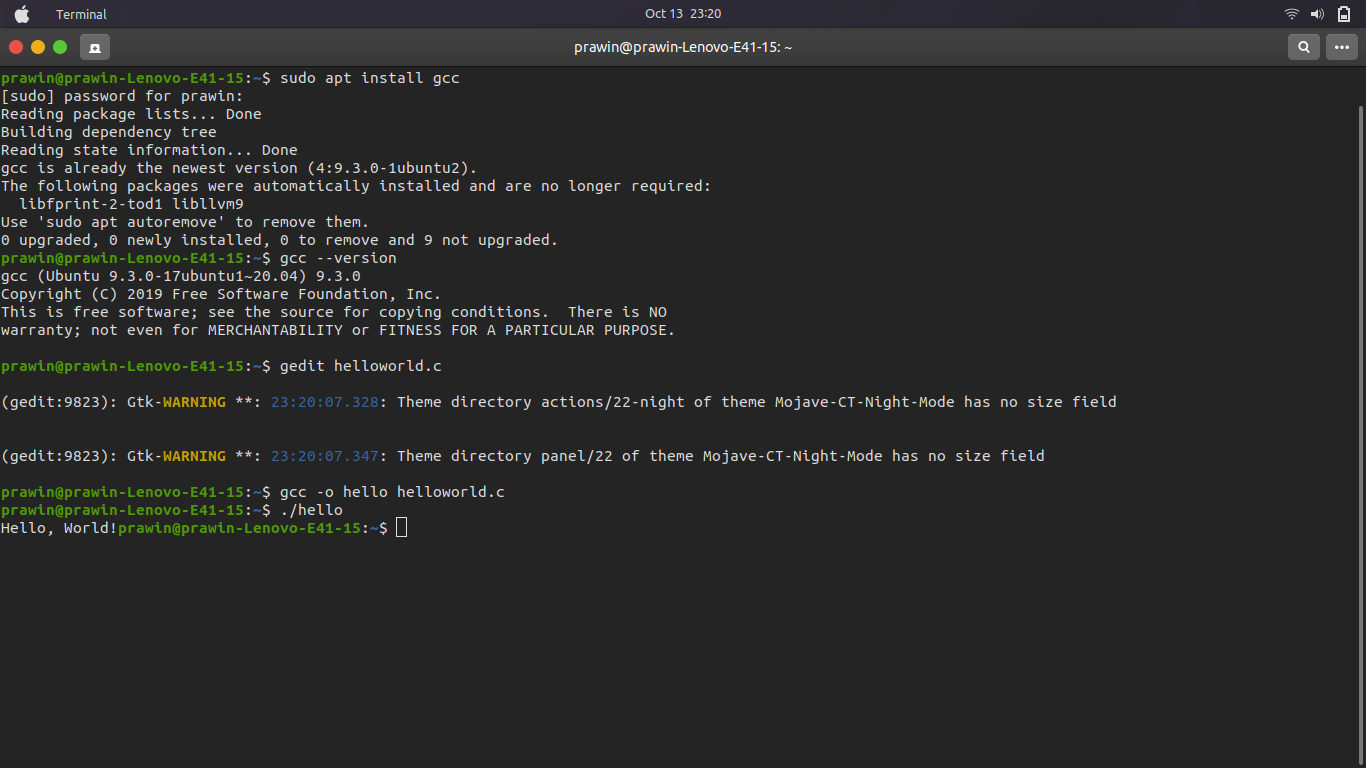 Terminal
Oct 13 23:20
prawin@prawin-Lenovo-E41-15: ~
prawin@prawin-Lenovo-E41-15:~$ sudo apt install gcc
[sudo] password for prawin:
Reading package lists... Done
Building dependency tree
Reading state information... Done
gcc is already the newest version (4:9.3.0-1ubuntu2).
The following packages were automatically installed and are no longer required:
  libfprint-2-tod1 libllvm9
Use 'sudo apt autoremove' to remove them.
0 upgraded, 0 newly installed, 0 to remove and 9 not upgraded.
prawin@prawin-Lenovo-E41-15:~$ gcc --version
gcc (Ubuntu 9.3.0-17ubuntu1~20.04) 9.3.0
Copyright (C) 2019 Free Software Foundation, Inc.
This is free software; see the source for copying conditions.  There is NO
warranty; not even for MERCHANTABILITY or FITNESS FOR A PARTICULAR PURPOSE.
prawin@prawin-Lenovo-E41-15:~$ gedit helloworld.c
(gedit:9823): Gtk-WARNING **: 23:20:07.328: Theme directory actions/22-night of theme Mojave-CT-Night-Mode has no size field
(gedit:9823): Gtk-WARNING **: 23:20:07.347: Theme directory panel/22 of theme Mojave-CT-Night-Mode has no size field
prawin@prawin-Lenovo-E41-15:~$ gcc -o hello helloworld.c
prawin@prawin-Lenovo-E41-15:~$ ./hello
Hello, World!prawin@prawin-Lenovo-E41-15:~$